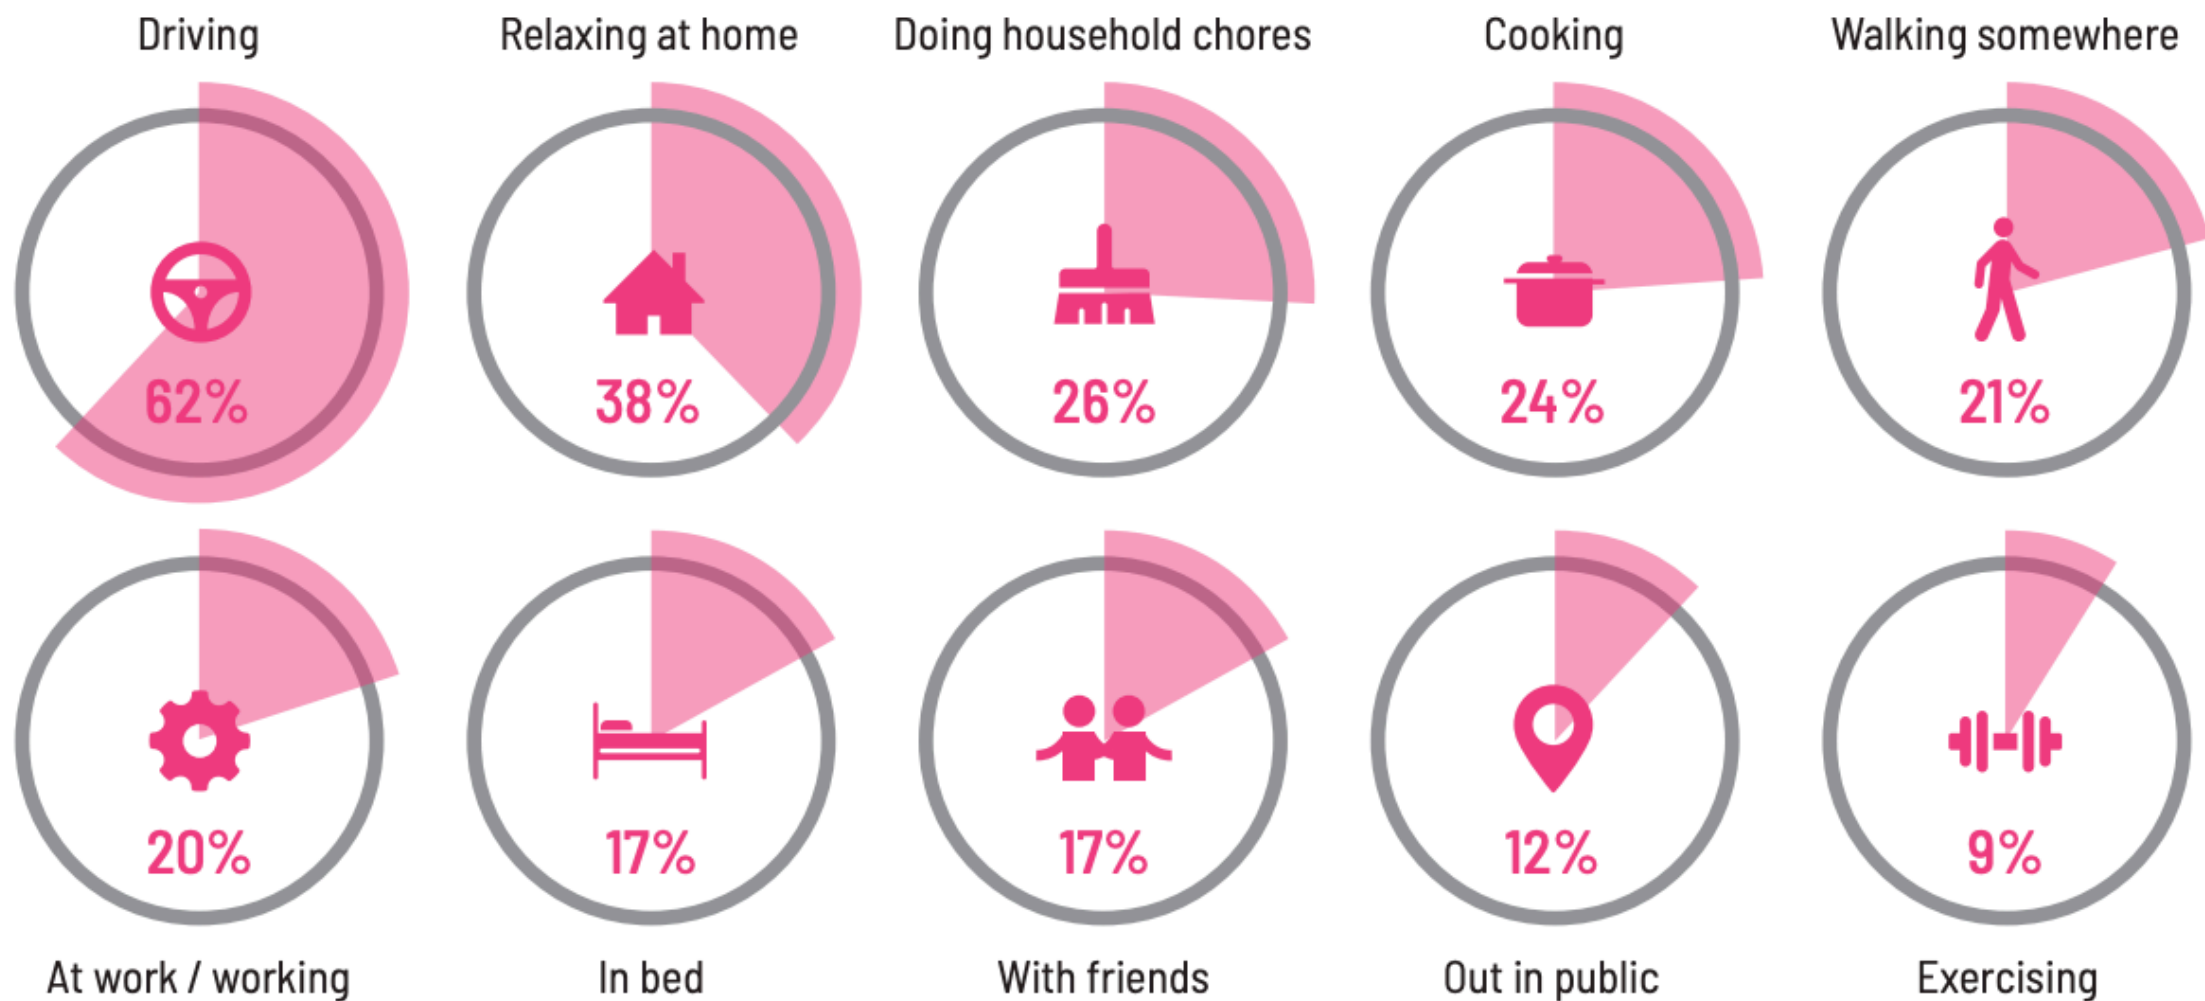 Driving
Relaxing at home
Doing household chores
Cooking
Walking somewhere
62%
38%
26%
24%
21%
20%
17%
17%
12%
9%
At work / working
In bed
With friends
Out in public
Exercising